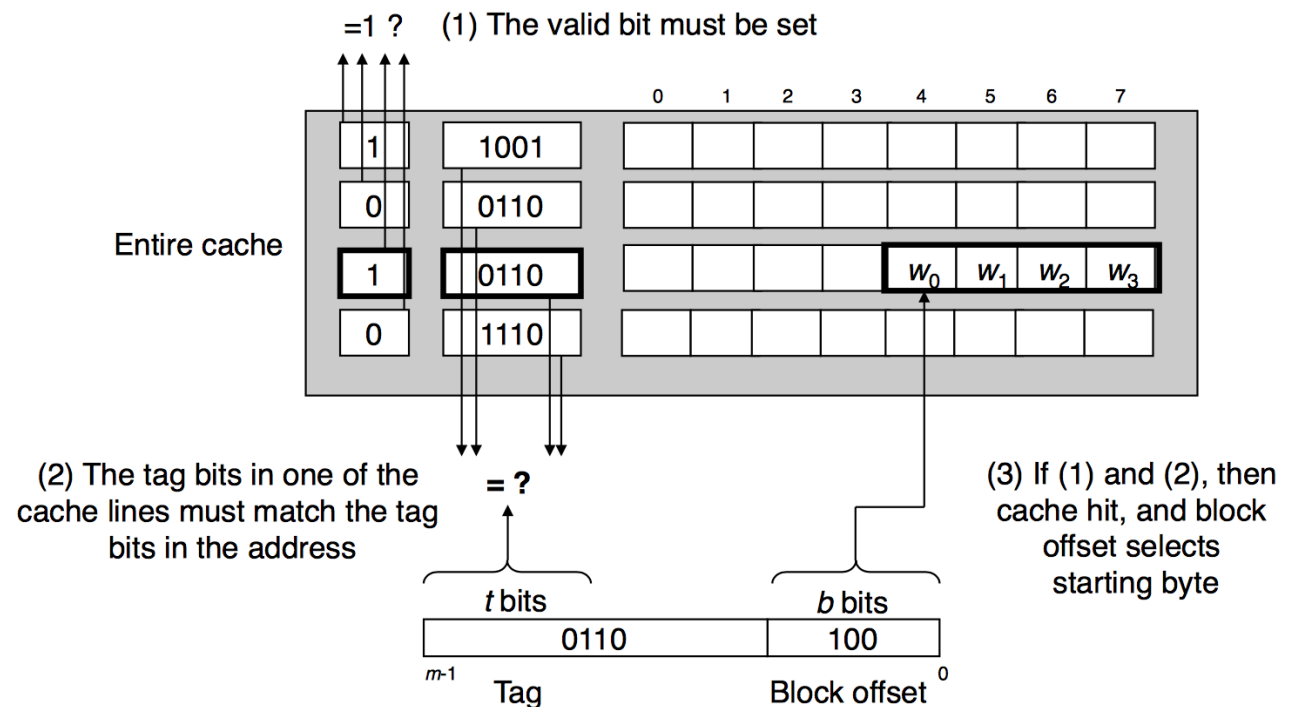 =1 ? (1) The valid bit must be set
0 1 2 3 4 5 6 7
1 1001
0 0110
Entire cache
1 0110 w0 w1 w2 w3
0 1110
(2) The tag bits in one of the
cache lines must match the tag
bits in the address
= ?
(3) If (1) and (2), then
cache hit, and block
offset selects
starting byte
t bits b bits
0110 100
m-1 0
Tag Block offset